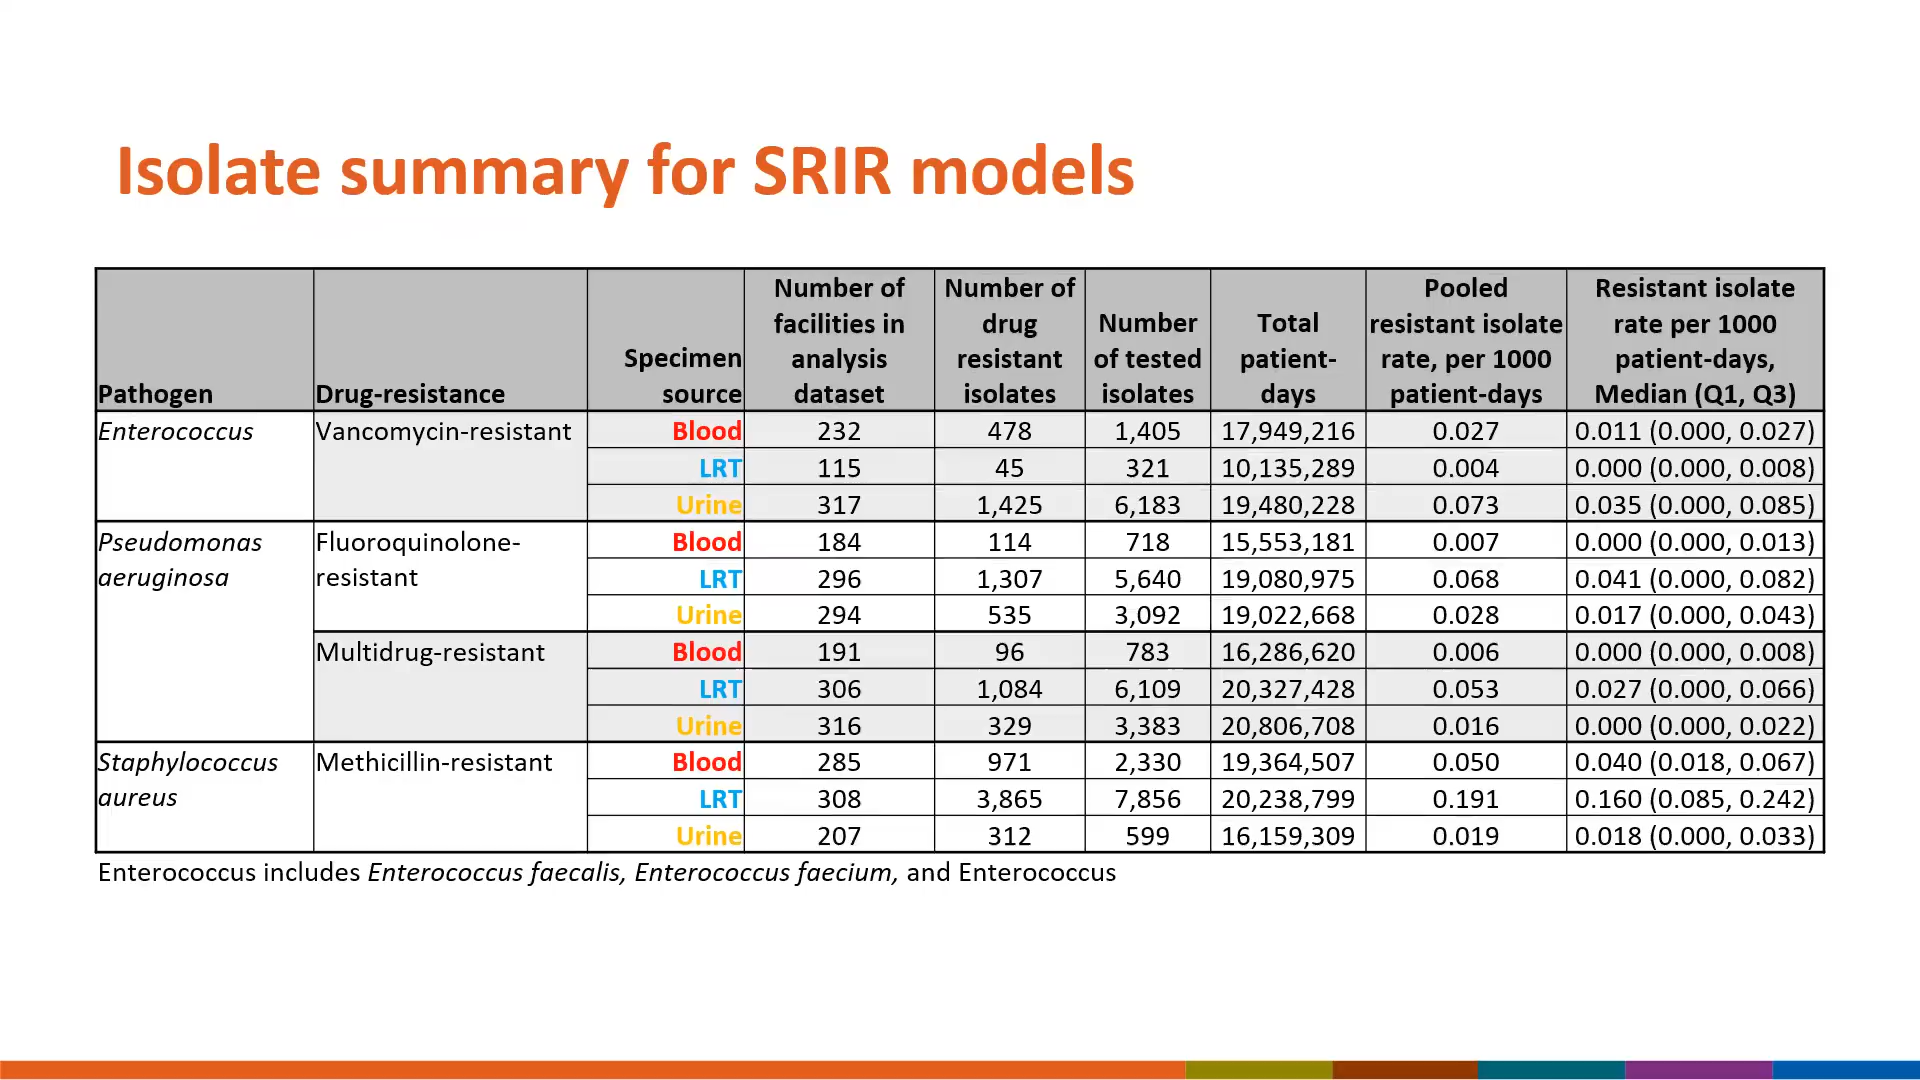 Isolate summary for SRIR models
Pathogen Drug-resistance Specimen source Number of facilities in analysis dataset Number of drug resistant isolates Number of tested isolates Total patient-days Pooled resistant isolate rate, per 1000 patient-days Resistant isolate rate per 1000 patient-days, Median (Q1, Q3)
Enterococcus Vancomycin-resistant Blood 232 478 1,405 17,949,216 0.027 0.011 (0.000, 0.027)
LRT 115 45 321 10,135,289 0.004 0.000 (0.000, 0.008)
Urine 317 1,425 6,183 19,480,228 0.073 0.035 (0.000, 0.085)
Pseudomonas aeruginosa Fluoroquinolone-resistant Blood 184 114 718 15,553,181 0.007 0.000 (0.000, 0.013)
LRT 296 1,307 5,640 19,080,975 0.068 0.041 (0.000, 0.082)
Urine 294 535 3,092 19,022,668 0.028 0.017 (0.000, 0.043)
Multidrug-resistant Blood 191 96 783 16,286,620 0.006 0.000 (0.000, 0.008)
LRT 306 1,084 6,109 20,327,428 0.053 0.027 (0.000, 0.066)
Urine 316 329 3,383 20,806,708 0.016 0.000 (0.000, 0.022)
Staphylococcus aureus Methicillin-resistant Blood 285 971 2,330 19,364,507 0.050 0.040 (0.018, 0.067)
LRT 308 3,865 7,856 20,238,799 0.191 0.160 (0.085, 0.242)
Urine 207 312 599 16,159,309 0.019 0.018 (0.000, 0.033)
Enterococcus includes Enterococcus faecalis, Enterococcus faecium, and Enterococcus